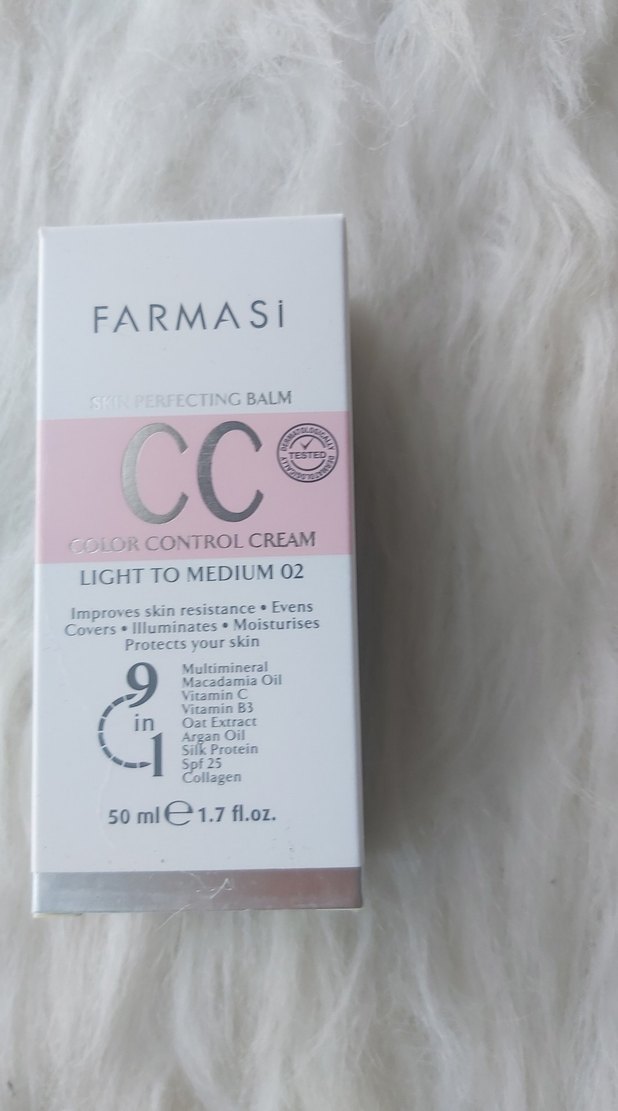 FARMASi
SKIN PERFECTING BALM
CC
DERMATOLOGICALLY
TESTED
DERMATOLOGICALLY
COLOR CONTROL CREAM
LIGHT TO MEDIUM 02
Improves skin resistance • Evens
Covers • Illuminates • Moisturises
Protects your skin
9
in
1
Multimineral
Macadamia Oil
Vitamin C
Vitamin B3
Oat Extract
Argan Oil
Silk Protein
Spf 25
Collagen
50 ml ℮ 1.7 fl.oz.